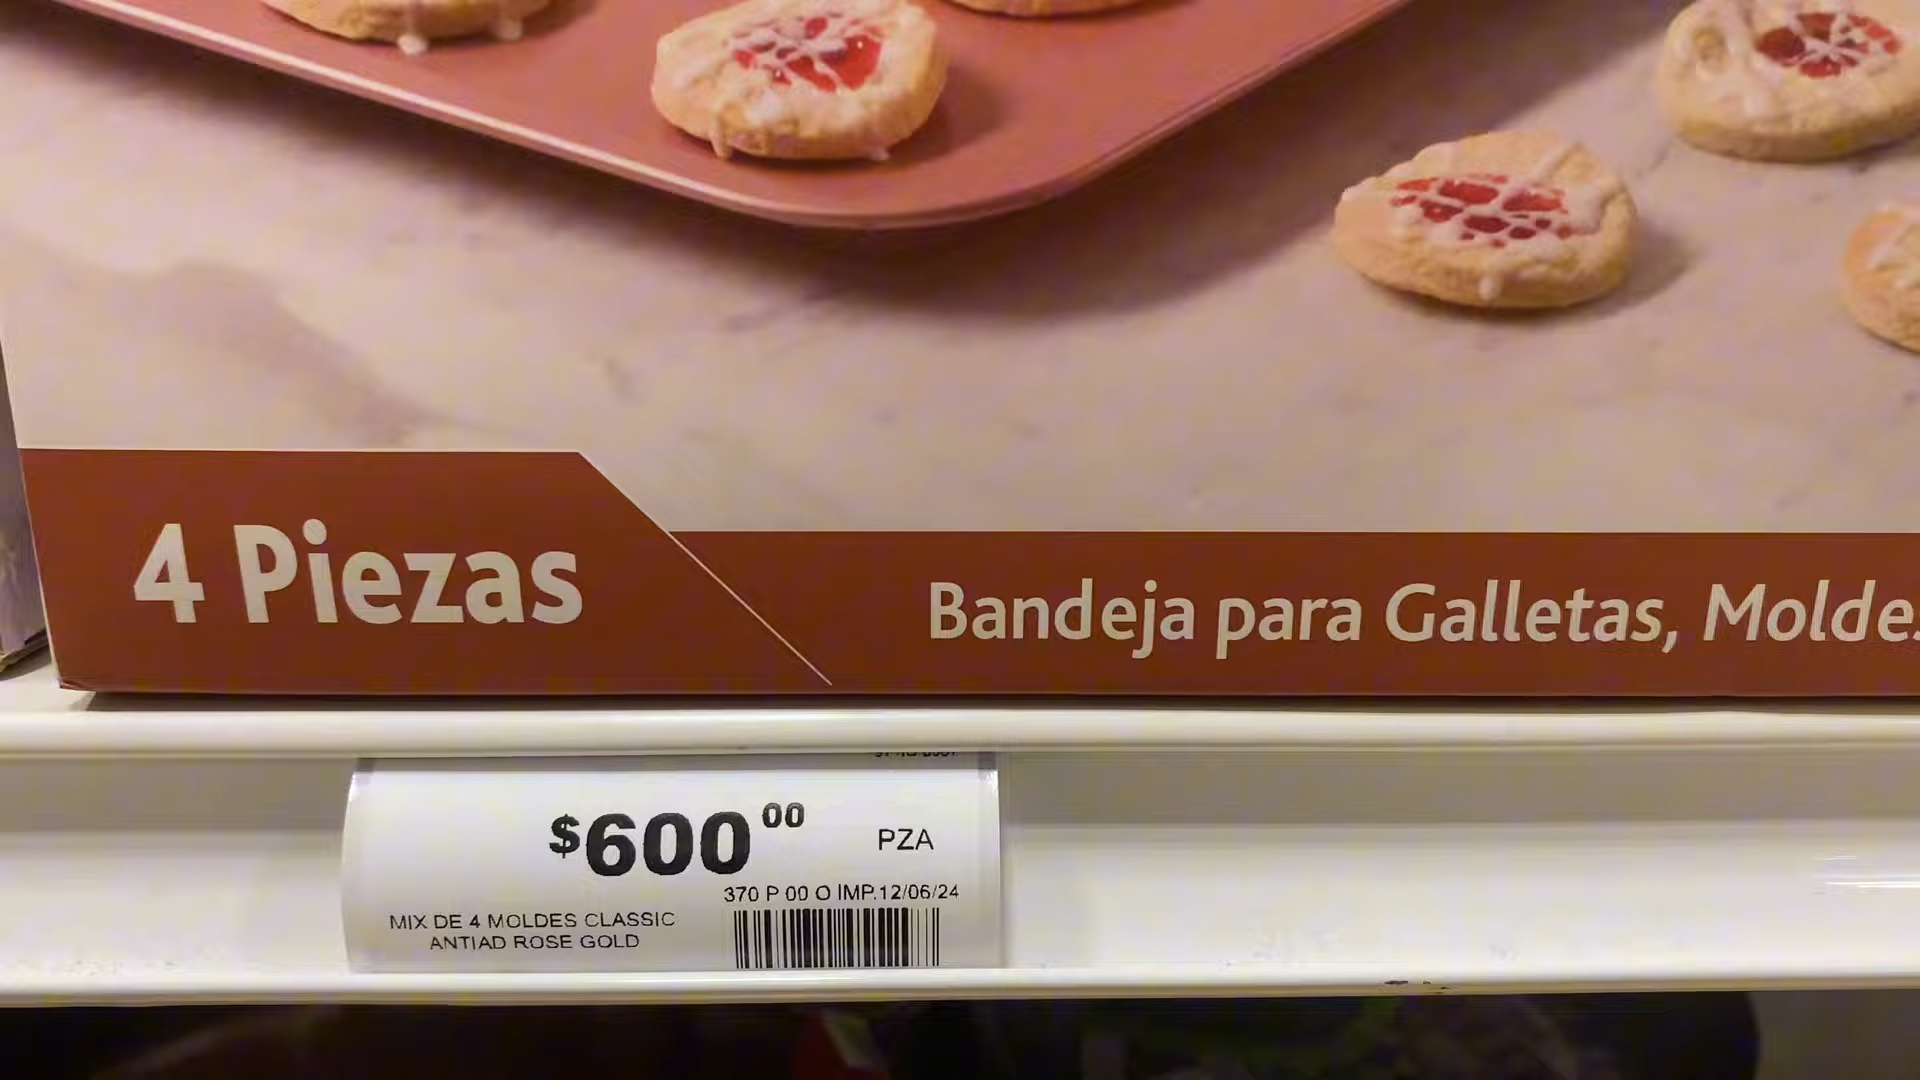 4 Piezas
Bandeja para Galletas, Moldes
$600 00 PZA
370 P 00 O IMP.12/06/24
MIX DE 4 MOLDES CLASSIC
ANTIAD ROSE GOLD